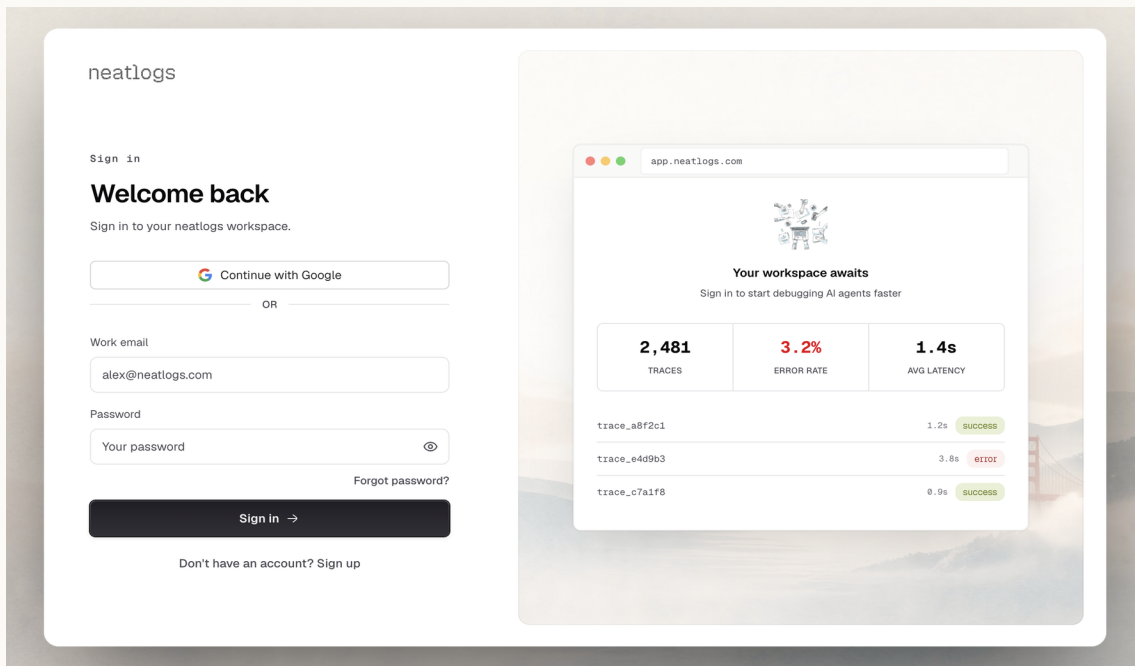 neatlogs
Sign in
Welcome back
Sign in to your neatlogs workspace.
Continue with Google
OR
Work email
alex@neatlogs.com
Password
Your password
Forgot password?
Sign in →
Don't have an account? Sign up
app.neatlogs.com
Your workspace awaits
Sign in to start debugging AI agents faster
2,481 3.2% 1.4s
TRACES ERROR RATE AVG LATENCY
trace_a8f2c1 1.2s success
trace_e4d9b3 3.8s error
trace_c7a1f8 0.9s success